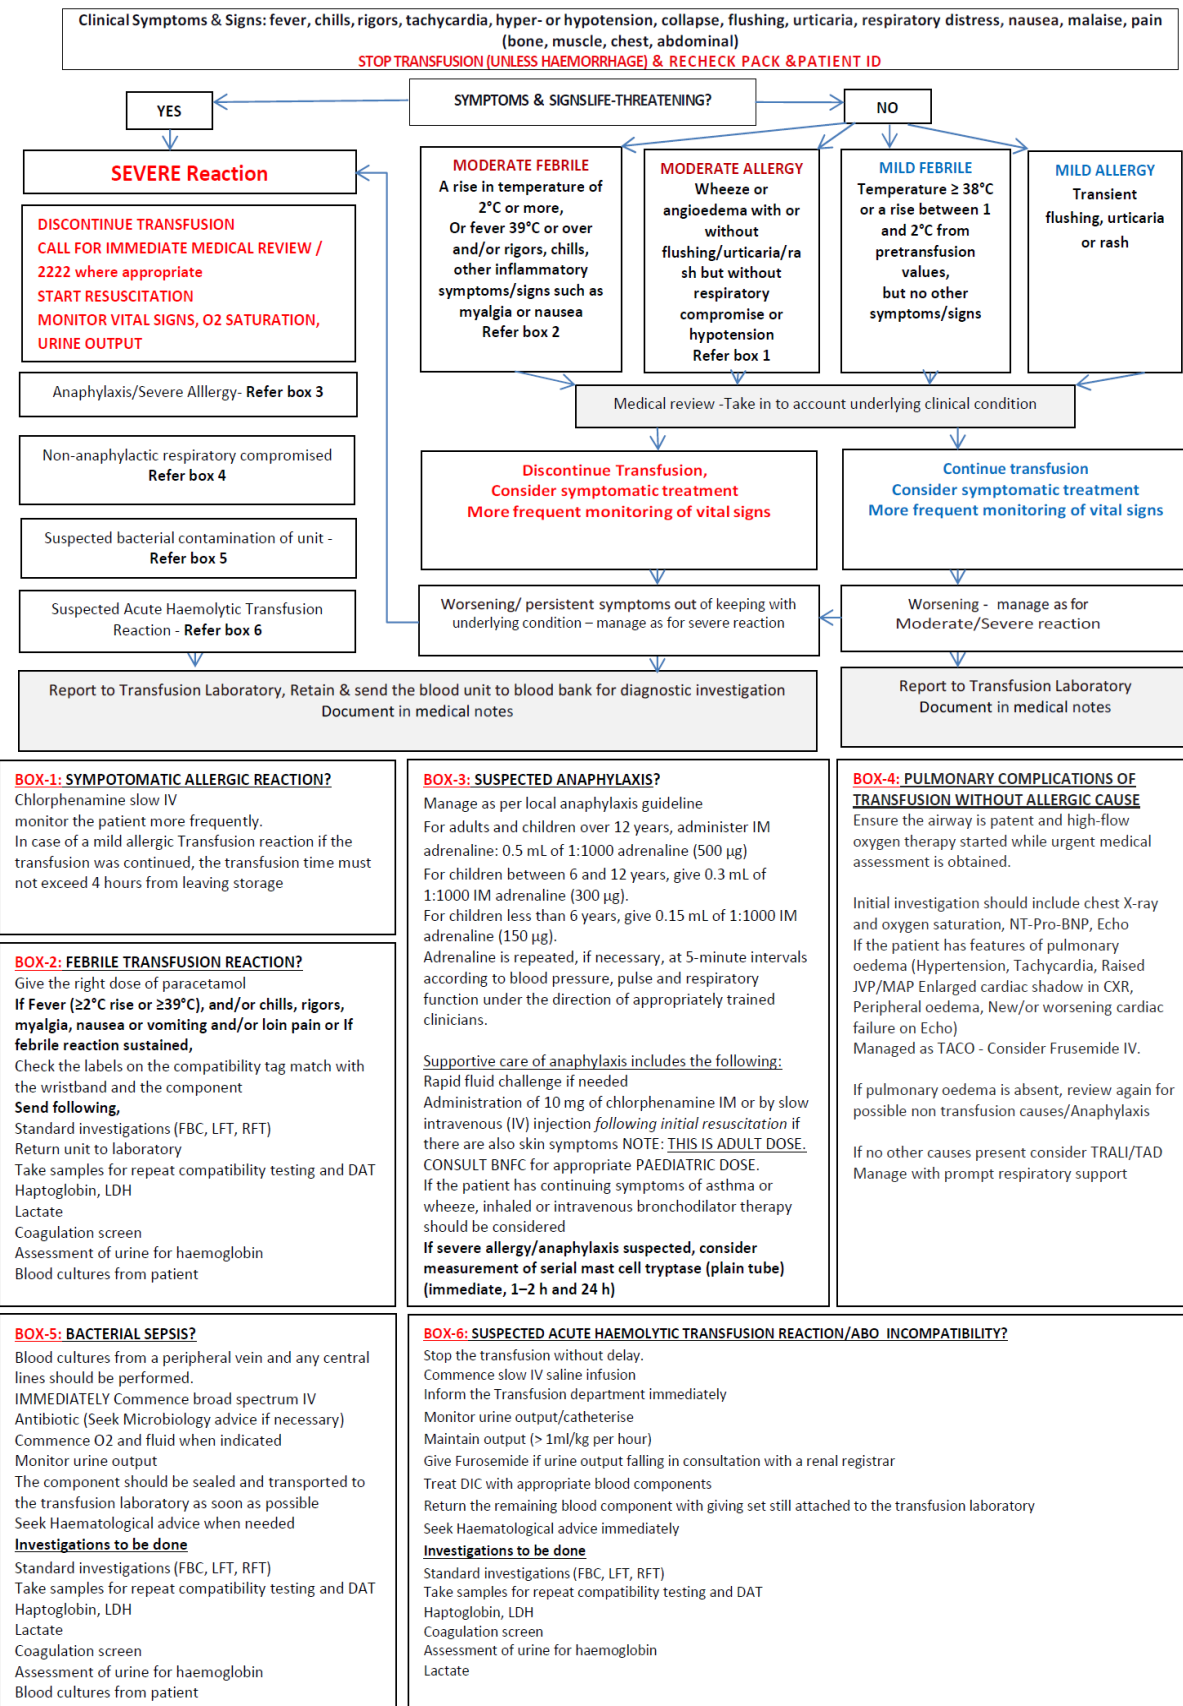 Clinical Symptoms & Signs: fever, chills, rigors, tachycardia, hyper- or hypotension, collapse, flushing, urticaria, respiratory distress, nausea, malaise, pain
(bone, muscle, chest, abdominal)
STOP TRANSFUSION (UNLESS HAEMORRHAGE) & RECHECK PACK &PATIENT ID
SYMPTOMS & SIGNSLIFE-THREATENING?
YES
NO
SEVERE Reaction
DISCONTINUE TRANSFUSION
CALL FOR IMMEDIATE MEDICAL REVIEW /
2222 where appropriate
START RESUSCITATION
MONITOR VITAL SIGNS, O2 SATURATION,
URINE OUTPUT
Anaphylaxis/Severe Alllergy- Refer box 3
Non-anaphylactic respiratory compromised
Refer box 4
Suspected bacterial contamination of unit -
Refer box 5
Suspected Acute Haemolytic Transfusion
Reaction - Refer box 6
MODERATE FEBRILE
A rise in temperature of
2°C or more,
Or fever 39°C or over
and/or rigors, chills,
other inflammatory
symptoms/signs such as
myalgia or nausea
Refer box 2
MODERATE ALLERGY
Wheeze or
angioedema with or
without
flushing/urticaria/ra
sh but without
respiratory
compromise or
hypotension
Refer box 1
MILD FEBRILE
Temperature ≥ 38°C
or a rise between 1
and 2°C from
pretransfusion
values,
but no other
symptoms/signs
MILD ALLERGY
Transient
flushing, urticaria
or rash
Medical review -Take in to account underlying clinical condition
Discontinue Transfusion,
Consider symptomatic treatment
More frequent monitoring of vital signs
Continue transfusion
Consider symptomatic treatment
More frequent monitoring of vital signs
Worsening/ persistent symptoms out of keeping with
underlying condition – manage as for severe reaction
Worsening - manage as for
Moderate/Severe reaction
Report to Transfusion Laboratory, Retain & send the blood unit to blood bank for diagnostic investigation
Document in medical notes
Report to Transfusion Laboratory
Document in medical notes
BOX-1: SYMPOTOMATIC ALLERGIC REACTION?
Chlorphenamine slow IV
monitor the patient more frequently.
In case of a mild allergic Transfusion reaction if the
transfusion was continued, the transfusion time must
not exceed 4 hours from leaving storage
BOX-2: FEBRILE TRANSFUSION REACTION?
Give the right dose of paracetamol
If Fever (≥2°C rise or ≥39°C), and/or chills, rigors,
myalgia, nausea or vomiting and/or loin pain or If
febrile reaction sustained,
Check the labels on the compatibility tag match with
the wristband and the component
Send following,
Standard investigations (FBC, LFT, RFT)
Return unit to laboratory
Take samples for repeat compatibility testing and DAT
Haptoglobin, LDH
Lactate
Coagulation screen
Assessment of urine for haemoglobin
Blood cultures from patient
BOX-3: SUSPECTED ANAPHYLAXIS?
Manage as per local anaphylaxis guideline
For adults and children over 12 years, administer IM
adrenaline: 0.5 mL of 1:1000 adrenaline (500 μg)
For children between 6 and 12 years, give 0.3 mL of
1:1000 IM adrenaline (300 μg).
For children less than 6 years, give 0.15 mL of 1:1000 IM
adrenaline (150 μg).
Adrenaline is repeated, if necessary, at 5-minute intervals
according to blood pressure, pulse and respiratory
function under the direction of appropriately trained
clinicians.
Supportive care of anaphylaxis includes the following:
Rapid fluid challenge if needed
Administration of 10 mg of chlorphenamine IM or by slow
intravenous (IV) injection following initial resuscitation if
there are also skin symptoms NOTE: THIS IS ADULT DOSE.
CONSULT BNFC for appropriate PAEDIATRIC DOSE.
If the patient has continuing symptoms of asthma or
wheeze, inhaled or intravenous bronchodilator therapy
should be considered
If severe allergy/anaphylaxis suspected, consider
measurement of serial mast cell tryptase (plain tube)
(immediate, 1–2 h and 24 h)
BOX-4: PULMONARY COMPLICATIONS OF
TRANSFUSION WITHOUT ALLERGIC CAUSE
Ensure the airway is patent and high-flow
oxygen therapy started while urgent medical
assessment is obtained.
Initial investigation should include chest X-ray
and oxygen saturation, NT-Pro-BNP, Echo
If the patient has features of pulmonary
oedema (Hypertension, Tachycardia, Raised
JVP/MAP Enlarged cardiac shadow in CXR,
Peripheral oedema, New/or worsening cardiac
failure on Echo)
Managed as TACO - Consider Frusemide IV.
If pulmonary oedema is absent, review again for
possible non transfusion causes/Anaphylaxis
If no other causes present consider TRALI/TAD
Manage with prompt respiratory support
BOX-5: BACTERIAL SEPSIS?
Blood cultures from a peripheral vein and any central
lines should be performed.
IMMEDIATELY Commence broad spectrum IV
Antibiotic (Seek Microbiology advice if necessary)
Commence O2 and fluid when indicated
Monitor urine output
The component should be sealed and transported to
the transfusion laboratory as soon as possible
Seek Haematological advice when needed
Investigations to be done
Standard investigations (FBC, LFT, RFT)
Take samples for repeat compatibility testing and DAT
Haptoglobin, LDH
Lactate
Coagulation screen
Assessment of urine for haemoglobin
Blood cultures from patient
BOX-6: SUSPECTED ACUTE HAEMOLYTIC TRANSFUSION REACTION/ABO INCOMPATIBILITY?
Stop the transfusion without delay.
Commence slow IV saline infusion
Inform the Transfusion department immediately
Monitor urine output/catheterise
Maintain output (> 1ml/kg per hour)
Give Furosemide if urine output falling in consultation with a renal registrar
Treat DIC with appropriate blood components
Return the remaining blood component with giving set still attached to the transfusion laboratory
Seek Haematological advice immediately
Investigations to be done
Standard investigations (FBC, LFT, RFT)
Take samples for repeat compatibility testing and DAT
Haptoglobin, LDH
Coagulation screen
Assessment of urine for haemoglobin
Lactate